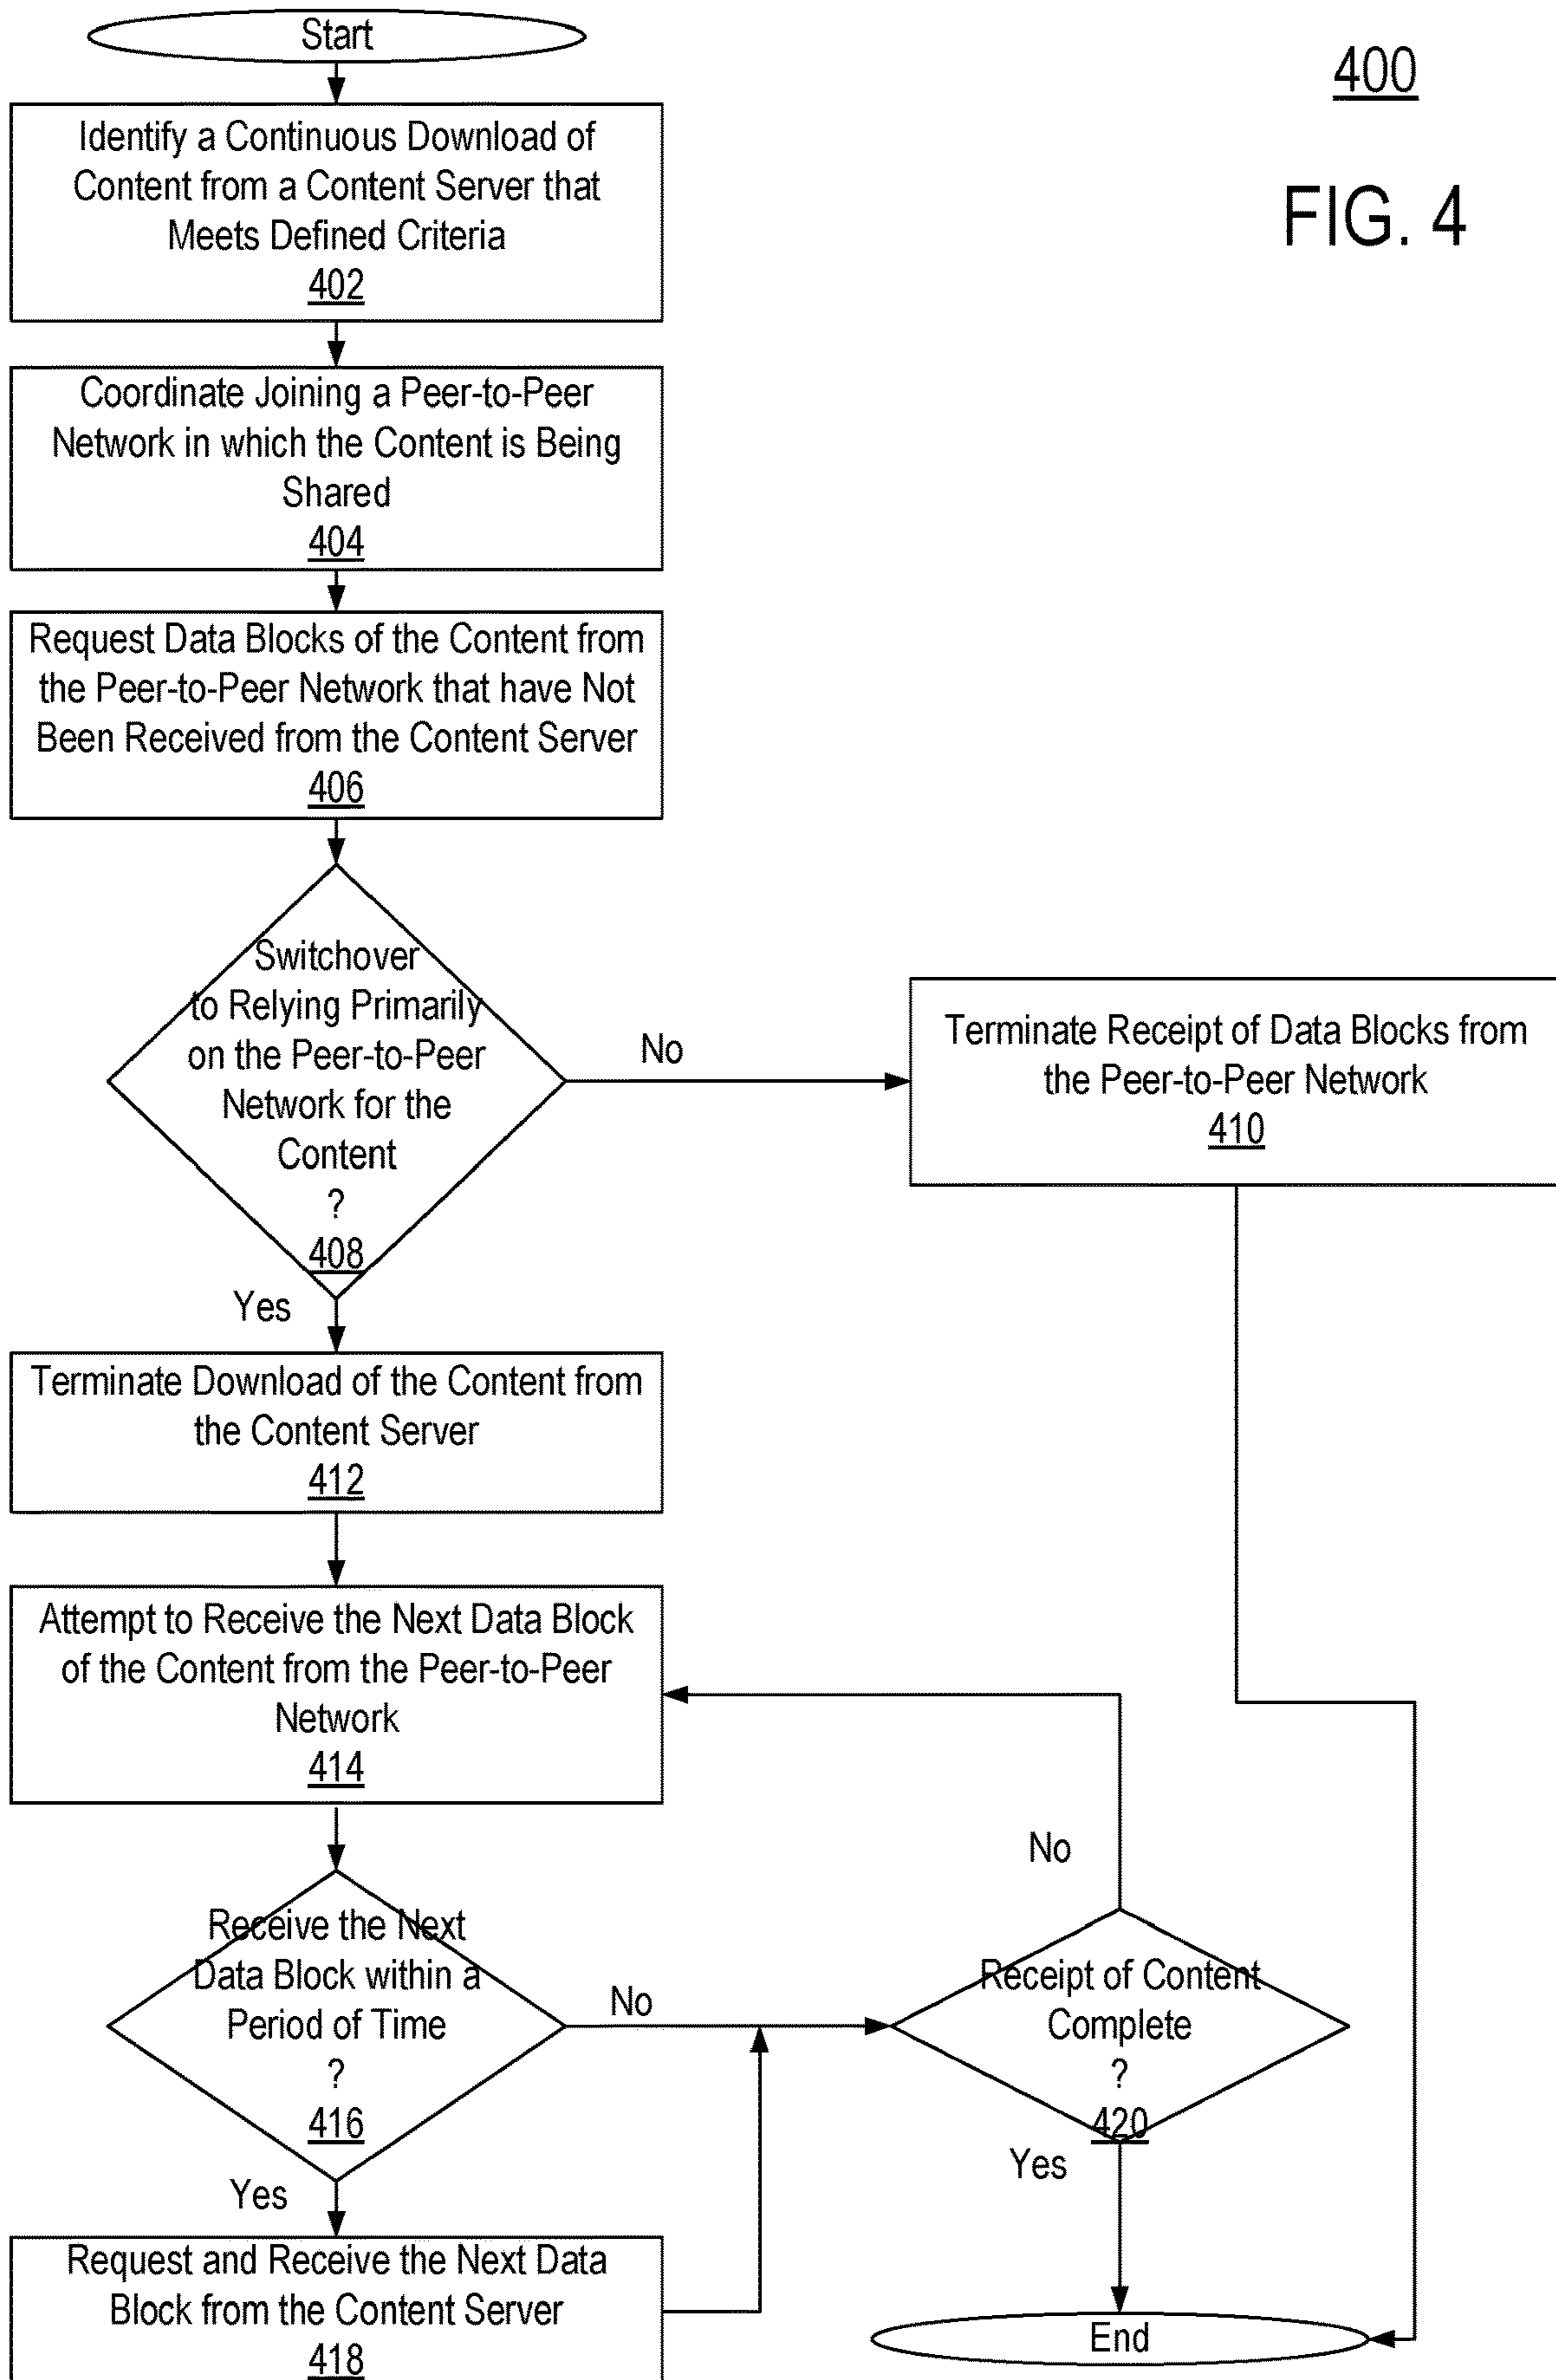 Start
400
FIG. 4
Identify a Continuous Download of
Content from a Content Server that
Meets Defined Criteria
402
Coordinate Joining a Peer-to-Peer
Network in which the Content is Being
Shared
404
Request Data Blocks of the Content from
the Peer-to-Peer Network that have Not
Been Received from the Content Server
406
Switchover
to Relying Primarily
on the Peer-to-Peer
Network for the
Content
?
408
No
Yes
Terminate Receipt of Data Blocks from
the Peer-to-Peer Network
410
Terminate Download of the Content from
the Content Server
412
Attempt to Receive the Next Data Block
of the Content from the Peer-to-Peer
Network
414
Receive the Next
Data Block within a
Period of Time
?
416
No
Yes
Receipt of Content
Complete
?
420
No
Yes
Request and Receive the Next Data
Block from the Content Server
418
End